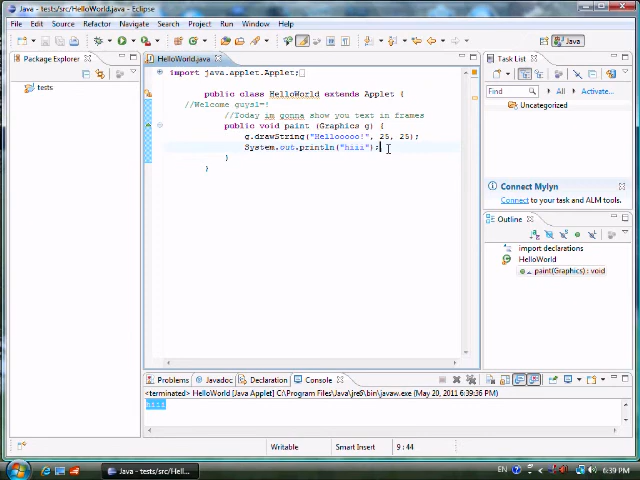 Java - tests/src/HelloWorld.java - Eclipse
File Edit Source Refactor Navigate Search Project Run Window Help
Java
Package Explorer
tests
HelloWorld.java
import java.applet.Applet;
public class HelloWorld extends Applet {
//Welcome guys1=!
//Today im gonna show you text in frames
public void paint (Graphics g) {
g.drawString("Hellooooo!", 25, 25);
System.out.println("hiii");
}
}
Task List
Find
All
Activate...
Uncategorized
Connect Mylyn
Connect to your task and ALM tools.
Outline
import declarations
HelloWorld
paint(Graphics) : void
Problems Javadoc Declaration Console
<terminated> HelloWorld [Java Applet] C:\Program Files\Java\jre6\bin\javaw.exe (May 20, 2011 6:39:36 PM)
hiii
Writable Smart Insert 9 : 44
Java - tests/src/Hell...
EN
6:39 PM